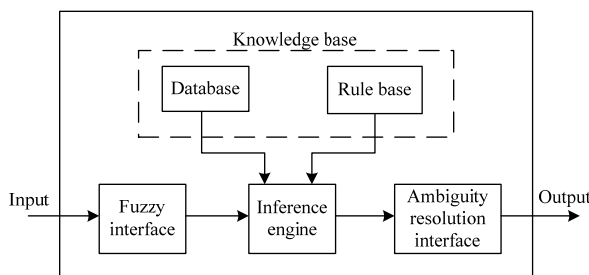 Knowledge base
Database
Rule base
Input
Fuzzy
interface
Inference
engine
Ambiguity
resolution
interface
Output